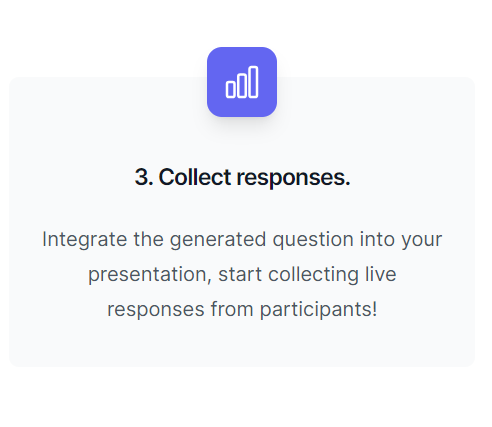 3. Collect responses.
Integrate the generated question into your
presentation, start collecting live
responses from participants!